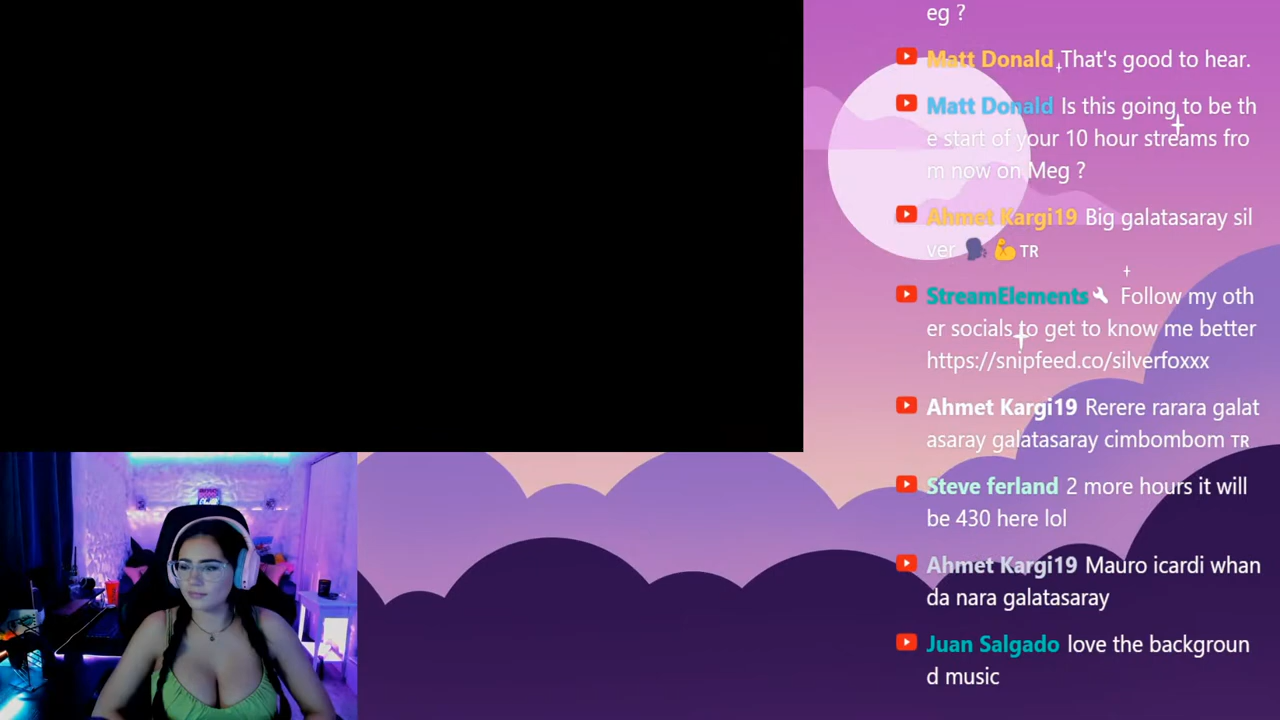 eg ?
Matt Donald That's good to hear.
Matt Donald Is this going to be th
e start of your 10 hour streams fro
m now on Meg ?
Ahmet Kargi19 Big galatasaray sil
ver 🗣️ 💪 TR
StreamElements Follow my oth
er socials to get to know me better
https://snipfeed.co/silverfoxxx
Ahmet Kargi19 Rerere rarara galat
asaray galatasaray cimbombom TR
Steve ferland 2 more hours it will
be 430 here lol
Ahmet Kargi19 Mauro icardi whan
da nara galatasaray
Juan Salgado love the backgroun
d music